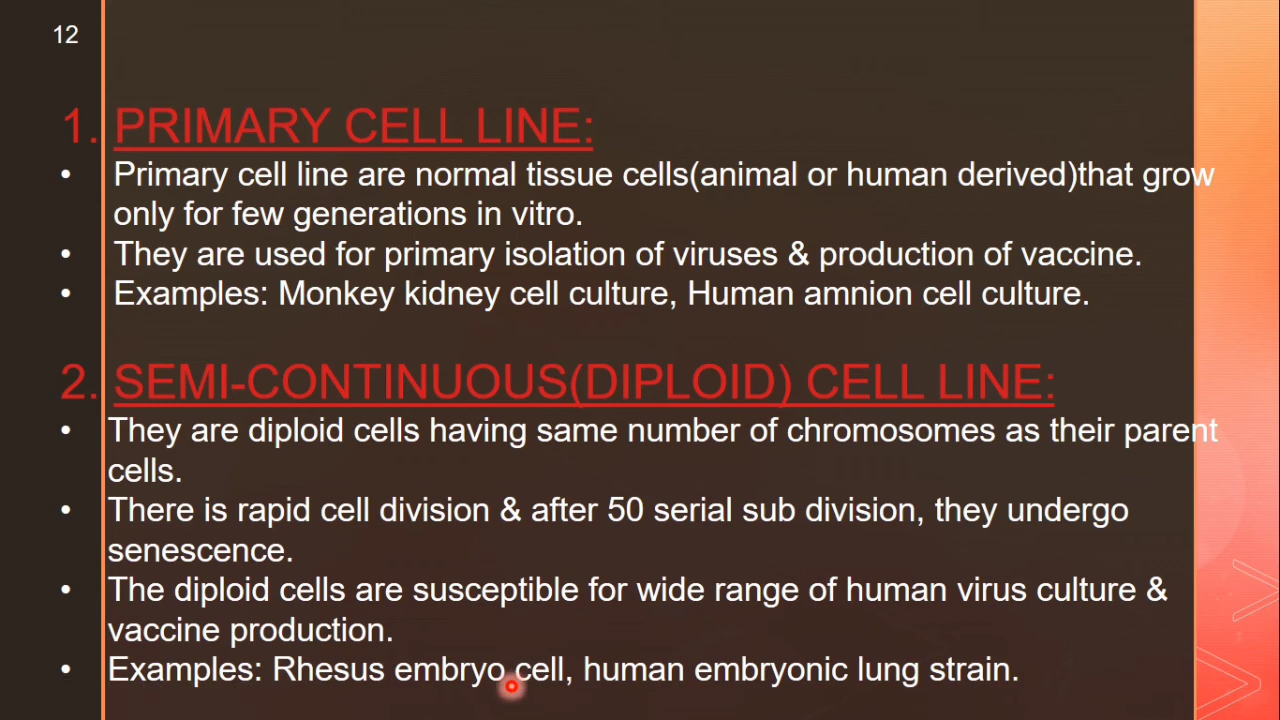 12
1. PRIMARY CELL LINE:
• Primary cell line are normal tissue cells(animal or human derived)that grow
only for few generations in vitro.
• They are used for primary isolation of viruses & production of vaccine.
• Examples: Monkey kidney cell culture, Human amnion cell culture.
2. SEMI-CONTINUOUS(DIPLOID) CELL LINE:
• They are diploid cells having same number of chromosomes as their parent
cells.
• There is rapid cell division & after 50 serial sub division, they undergo
senescence.
• The diploid cells are susceptible for wide range of human virus culture &
vaccine production.
• Examples: Rhesus embryo cell, human embryonic lung strain.